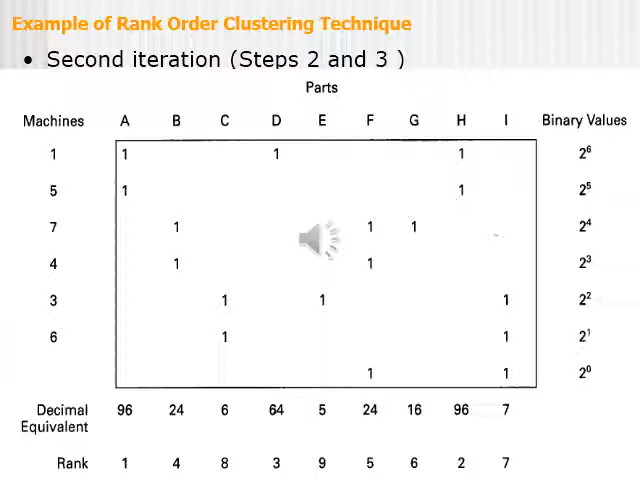 Example of Rank Order Clustering Technique
• Second iteration (Steps 2 and 3 )
Parts
Machines A B C D E F G H I Binary Values
1 1 1 1 2⁶
5 1 1 2⁵
7 1 1 1 2⁴
4 1 1 2³
3 1 1 1 2²
6 1 1 2¹
1 1 2⁰
Decimal Equivalent 96 24 6 64 5 24 16 96 7
Rank 1 4 8 3 9 5 6 2 7